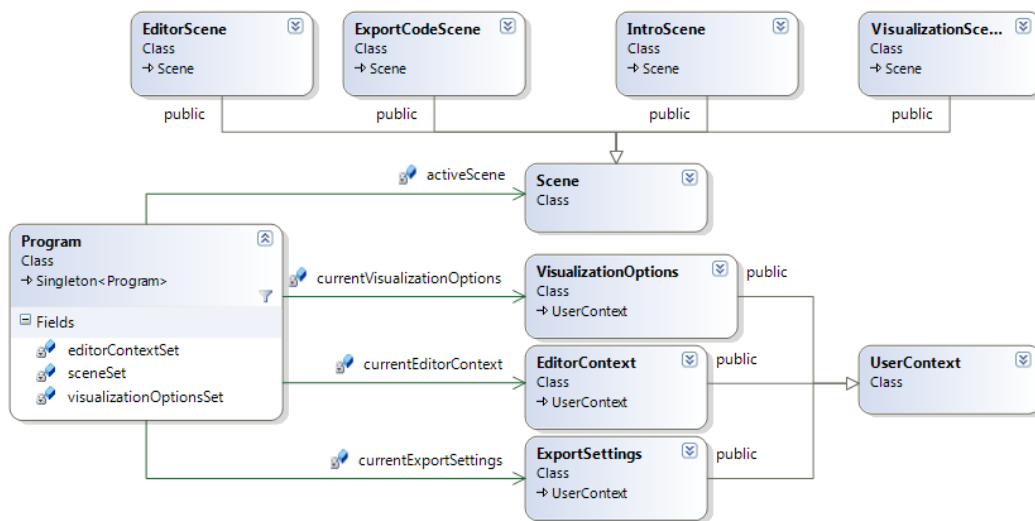 EditorScene
Class
Scene
ExportCodeScene
Class
Scene
IntroScene
Class
Scene
VisualizationSce...
Class
Scene
public
public
public
public
activeScene
Scene
Class
Program
Class
Singleton<Program>
Fields
editorContextSet
sceneSet
visualizationOptionsSet
currentVisualizationOptions
VisualizationOptions
Class
UserContext
public
currentEditorContext
EditorContext
Class
UserContext
public
UserContext
Class
currentExportSettings
ExportSettings
Class
UserContext
public